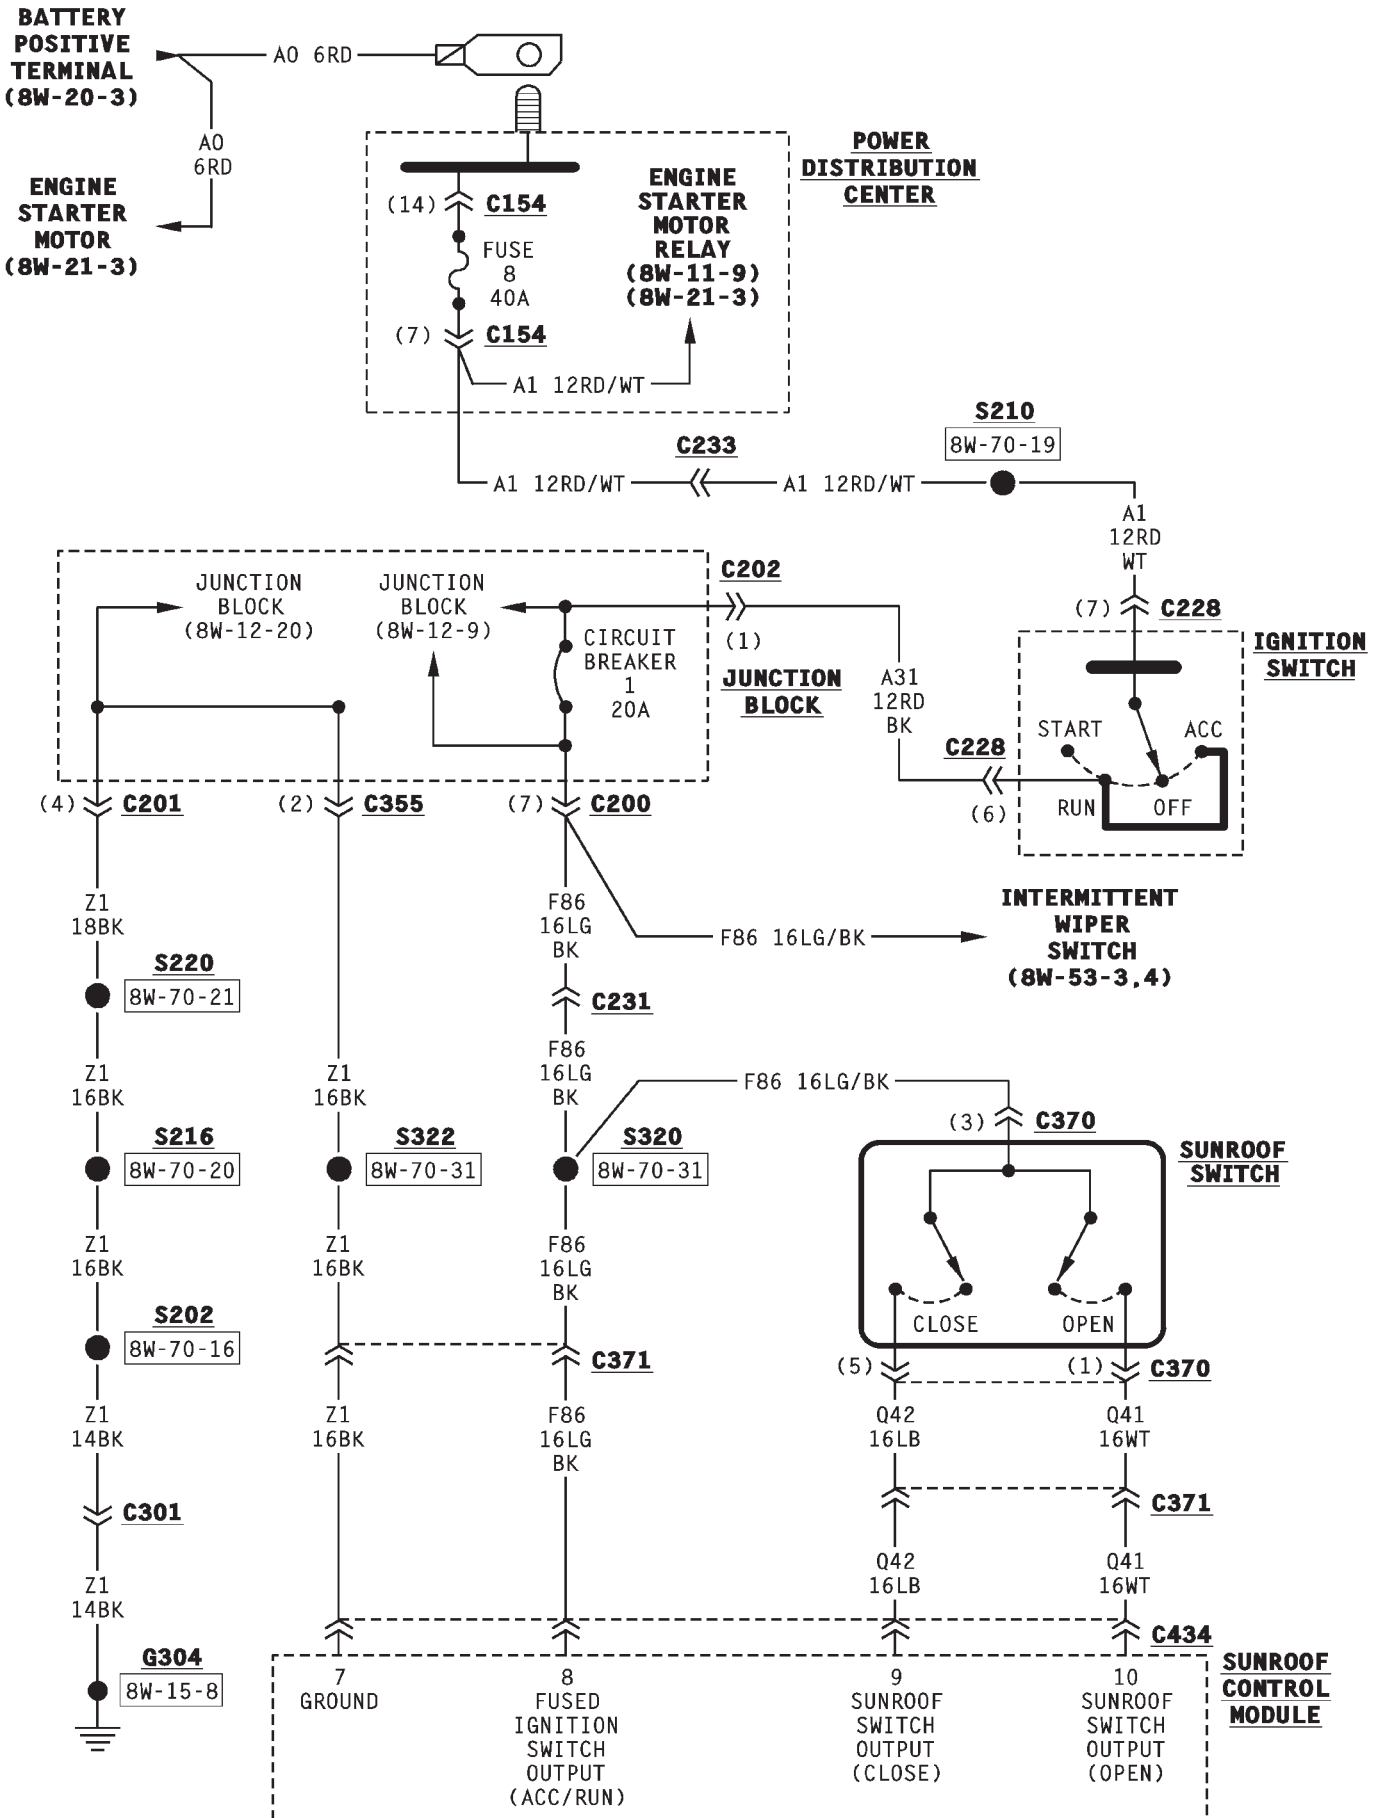 BATTERY
POSITIVE
TERMINAL
(8W-20-3)
A0 6RD
A0
6RD
ENGINE
STARTER
MOTOR
(8W-21-3)
POWER
DISTRIBUTION
CENTER
(14)
C154
FUSE
8
40A
(7)
C154
ENGINE
STARTER
MOTOR
RELAY
(8W-11-9)
(8W-21-3)
A1 12RD/WT
A1 12RD/WT
C233
A1 12RD/WT
S210
8W-70-19
A1
12RD
WT
(7)
C228
IGNITION
SWITCH
START
ACC
RUN
OFF
C228
(6)
A31
12RD
BK
C202
(1)
JUNCTION
BLOCK
JUNCTION
BLOCK
(8W-12-20)
JUNCTION
BLOCK
(8W-12-9)
CIRCUIT
BREAKER
1
20A
(4)
C201
(2)
C355
(7)
C200
Z1
18BK
F86
16LG
BK
F86 16LG/BK
INTERMITTENT
WIPER
SWITCH
(8W-53-3,4)
S220
8W-70-21
C231
Z1
16BK
Z1
16BK
F86
16LG
BK
F86 16LG/BK
(3)
C370
SUNROOF
SWITCH
S216
8W-70-20
S322
8W-70-31
S320
8W-70-31
Z1
16BK
Z1
16BK
F86
16LG
BK
CLOSE
OPEN
S202
8W-70-16
C371
(5)
(1)
C370
Z1
14BK
Z1
16BK
F86
16LG
BK
Q42
16LB
Q41
16WT
C301
C371
Z1
14BK
Q42
16LB
Q41
16WT
C434
G304
8W-15-8
SUNROOF
CONTROL
MODULE
7
GROUND
8
FUSED
IGNITION
SWITCH
OUTPUT
(ACC/RUN)
9
SUNROOF
SWITCH
OUTPUT
(CLOSE)
10
SUNROOF
SWITCH
OUTPUT
(OPEN)